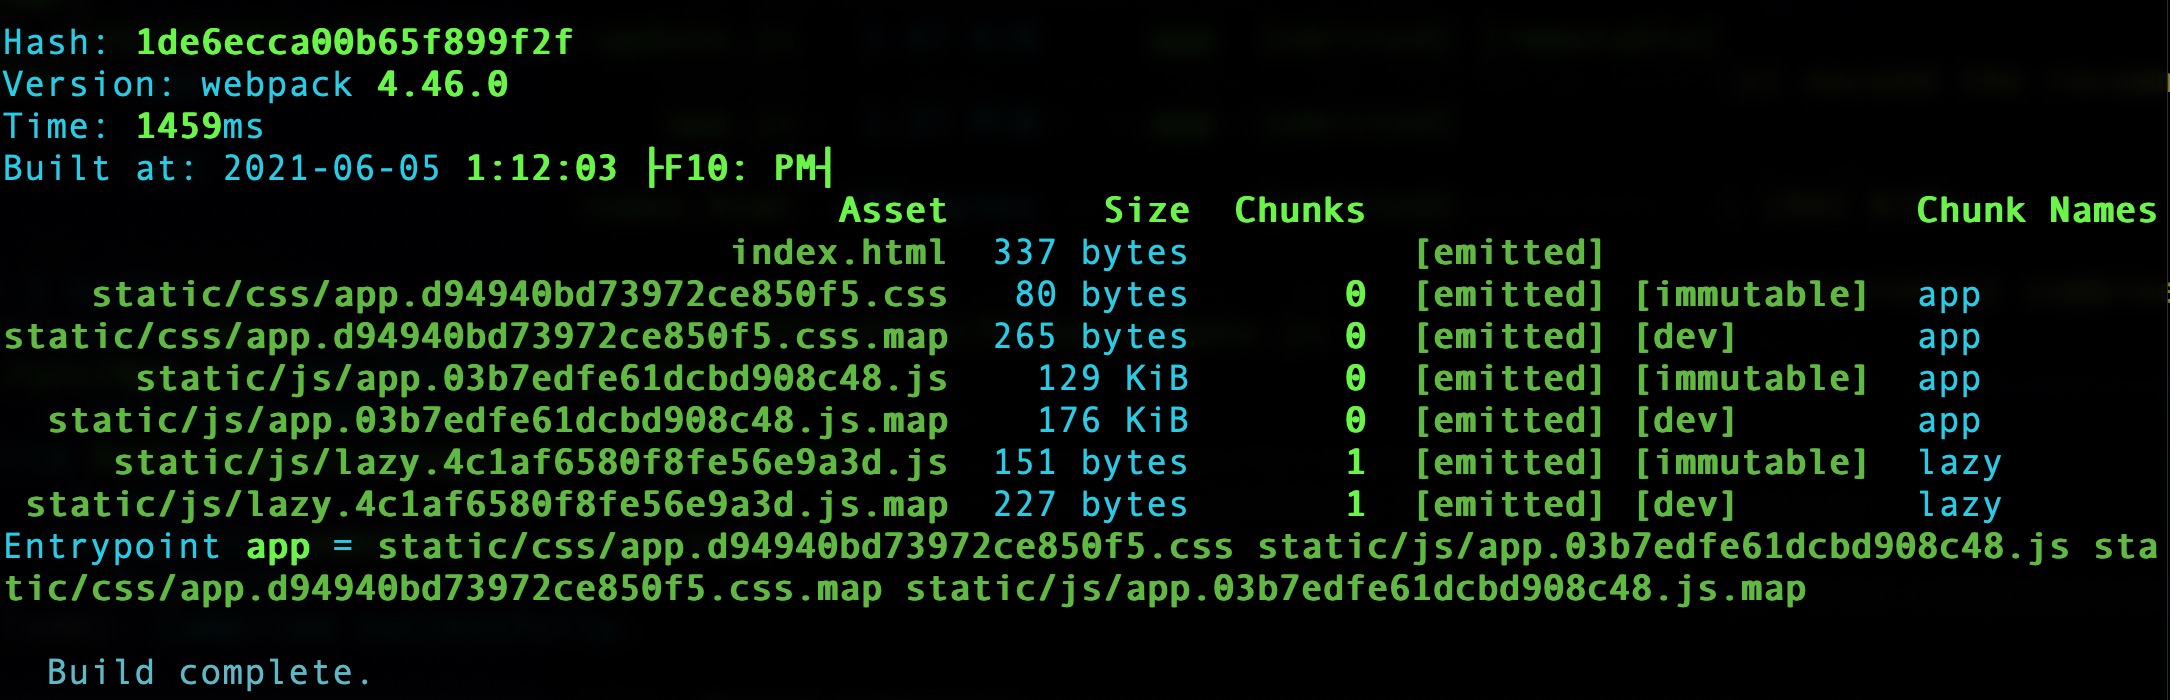 Hash: 1de6ecca00b65f899f2f
Version: webpack 4.46.0
Time: 1459ms
Built at: 2021-06-05 1:12:03 ├F10: PM┤
Asset Size Chunks Chunk Names
index.html 337 bytes [emitted]
static/css/app.d94940bd73972ce850f5.css 80 bytes 0 [emitted] [immutable] app
static/css/app.d94940bd73972ce850f5.css.map 265 bytes 0 [emitted] [dev] app
static/js/app.03b7edfe61dcbd908c48.js 129 KiB 0 [emitted] [immutable] app
static/js/app.03b7edfe61dcbd908c48.js.map 176 KiB 0 [emitted] [dev] app
static/js/lazy.4c1af6580f8fe56e9a3d.js 151 bytes 1 [emitted] [immutable] lazy
static/js/lazy.4c1af6580f8fe56e9a3d.js.map 227 bytes 1 [emitted] [dev] lazy
Entrypoint app = static/css/app.d94940bd73972ce850f5.css static/js/app.03b7edfe61dcbd908c48.js sta
tic/css/app.d94940bd73972ce850f5.css.map static/js/app.03b7edfe61dcbd908c48.js.map
Build complete.